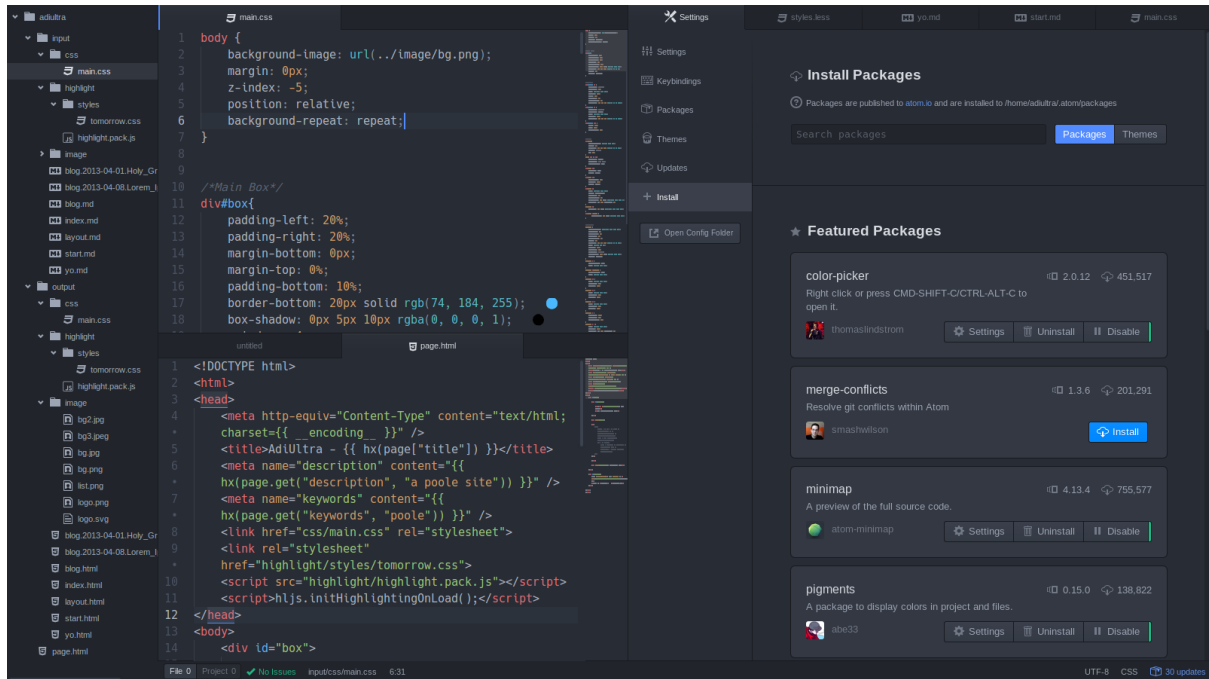 adiultra
input
css
main.css
highlight
styles
tomorrow.css
highlight.pack.js
image
blog.2013-04-01.Holy_Gr
blog.2013-04-08.Lorem_I
blog.md
index.md
layout.md
start.md
yo.md
output
css
main.css
highlight
styles
tomorrow.css
highlight.pack.js
image
bg2.jpg
bg3.jpeg
bg.jpg
bg.png
list.png
logo.png
logo.svg
blog.2013-04-01.Holy_Gr
blog.2013-04-08.Lorem_I
blog.html
index.html
layout.html
start.html
yo.html
page.html
main.css
1 body {
2 background-image: url(../image/bg.png);
3 margin: 0px;
4 z-index: -5;
5 position: relative;
6 background-repeat: repeat;
7 }
8
9
10 /*Main Box*/
11 div#box{
12 padding-left: 20%;
13 padding-right: 20%;
14 margin-bottom: 0px;
15 margin-top: 0%;
16 padding-bottom: 10%;
17 border-bottom: 20px solid rgb(74, 184, 255);
18 box-shadow: 0px 5px 10px rgba(0, 0, 0, 1);
untitled page.html
1 <!DOCTYPE html>
2 <html>
3 <head>
4 <meta http-equiv="Content-Type" content="text/html;
• charset={{ __encoding__ }}" />
5 <title>AdiUltra - {{ hx(page["title"]) }}</title>
6 <meta name="description" content="{{
• hx(page.get("description", "a poole site")) }}" />
7 <meta name="keywords" content="{{
• hx(page.get("keywords", "poole")) }}" />
8 <link href="css/main.css" rel="stylesheet">
9 <link rel="stylesheet"
• href="highlight/styles/tomorrow.css">
10 <script src="highlight/highlight.pack.js"></script>
11 <script>hljs.initHighlightingOnLoad();</script>
12 </head>
13 <body>
14 <div id="box">
Settings styles.less yo.md start.md main.css
Settings
Keybindings
Packages
Themes
Updates
+ Install
Open Config Folder
Install Packages
Packages are published to atom.io and are installed to /home/adiultra/.atom/packages
Search packages Packages Themes
Featured Packages
color-picker 2.0.12 451,517
Right click or press CMD-SHIFT-C/CTRL-ALT-C to
open it.
thomaslindstrom Settings Uninstall Disable
merge-conflicts 1.3.6 201,291
Resolve git conflicts within Atom
smashwilson Install
minimap 4.13.4 755,577
A preview of the full source code.
atom-minimap Settings Uninstall Disable
pigments 0.15.0 138,822
A package to display colors in project and files.
abe33 Settings Uninstall Disable
File 0 Project 0 No Issues input/css/main.css 6:31 UTF-8 CSS 30 updates